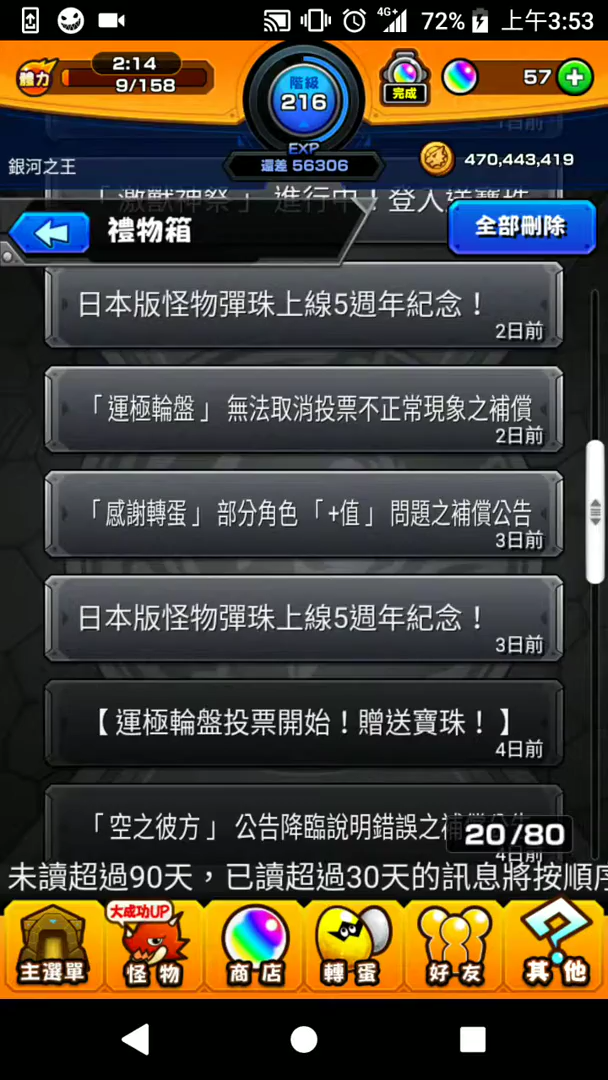 4G+ 72% 上午3:53
體力 2:14
9/158
階級
216
EXP
還差 56306
完成
57
銀河之王
470,443,419
1日前
「激獸神祭」 進行中！登入送寶珠
禮物箱
全部刪除
日本版怪物彈珠上線5週年紀念！
2日前
「運極輪盤」 無法取消投票不正常現象之補償
2日前
「感謝轉蛋」 部分角色 「+值」 問題之補償公告
3日前
日本版怪物彈珠上線5週年紀念！
3日前
【 運極輪盤投票開始！贈送寶珠！ 】
4日前
「空之彼方」 公告降臨說明錯誤之補償公告
4日前
20/80
未讀超過90天，已讀超過30天的訊息將按順序
主選單
大成功UP
怪物
商店
轉蛋
好友
其他